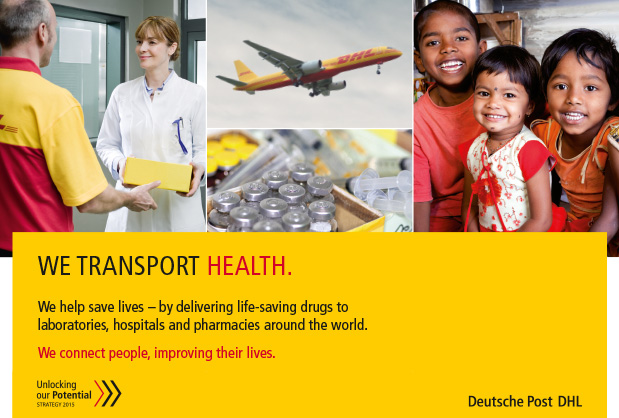 DHL
WE TRANSPORT HEALTH.
We help save lives – by delivering life-saving drugs to
laboratories, hospitals and pharmacies around the world.
We connect people, improving their lives.
Unlocking
our Potential
STRATEGY 2015
Deutsche Post DHL